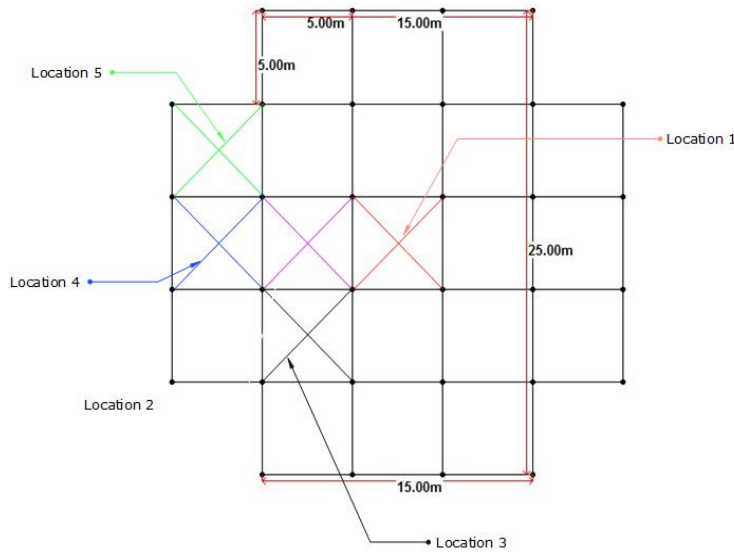 5.00m
15.00m
5.00m
Location 5
Location 1
25.00m
Location 4
Location 2
15.00m
Location 3